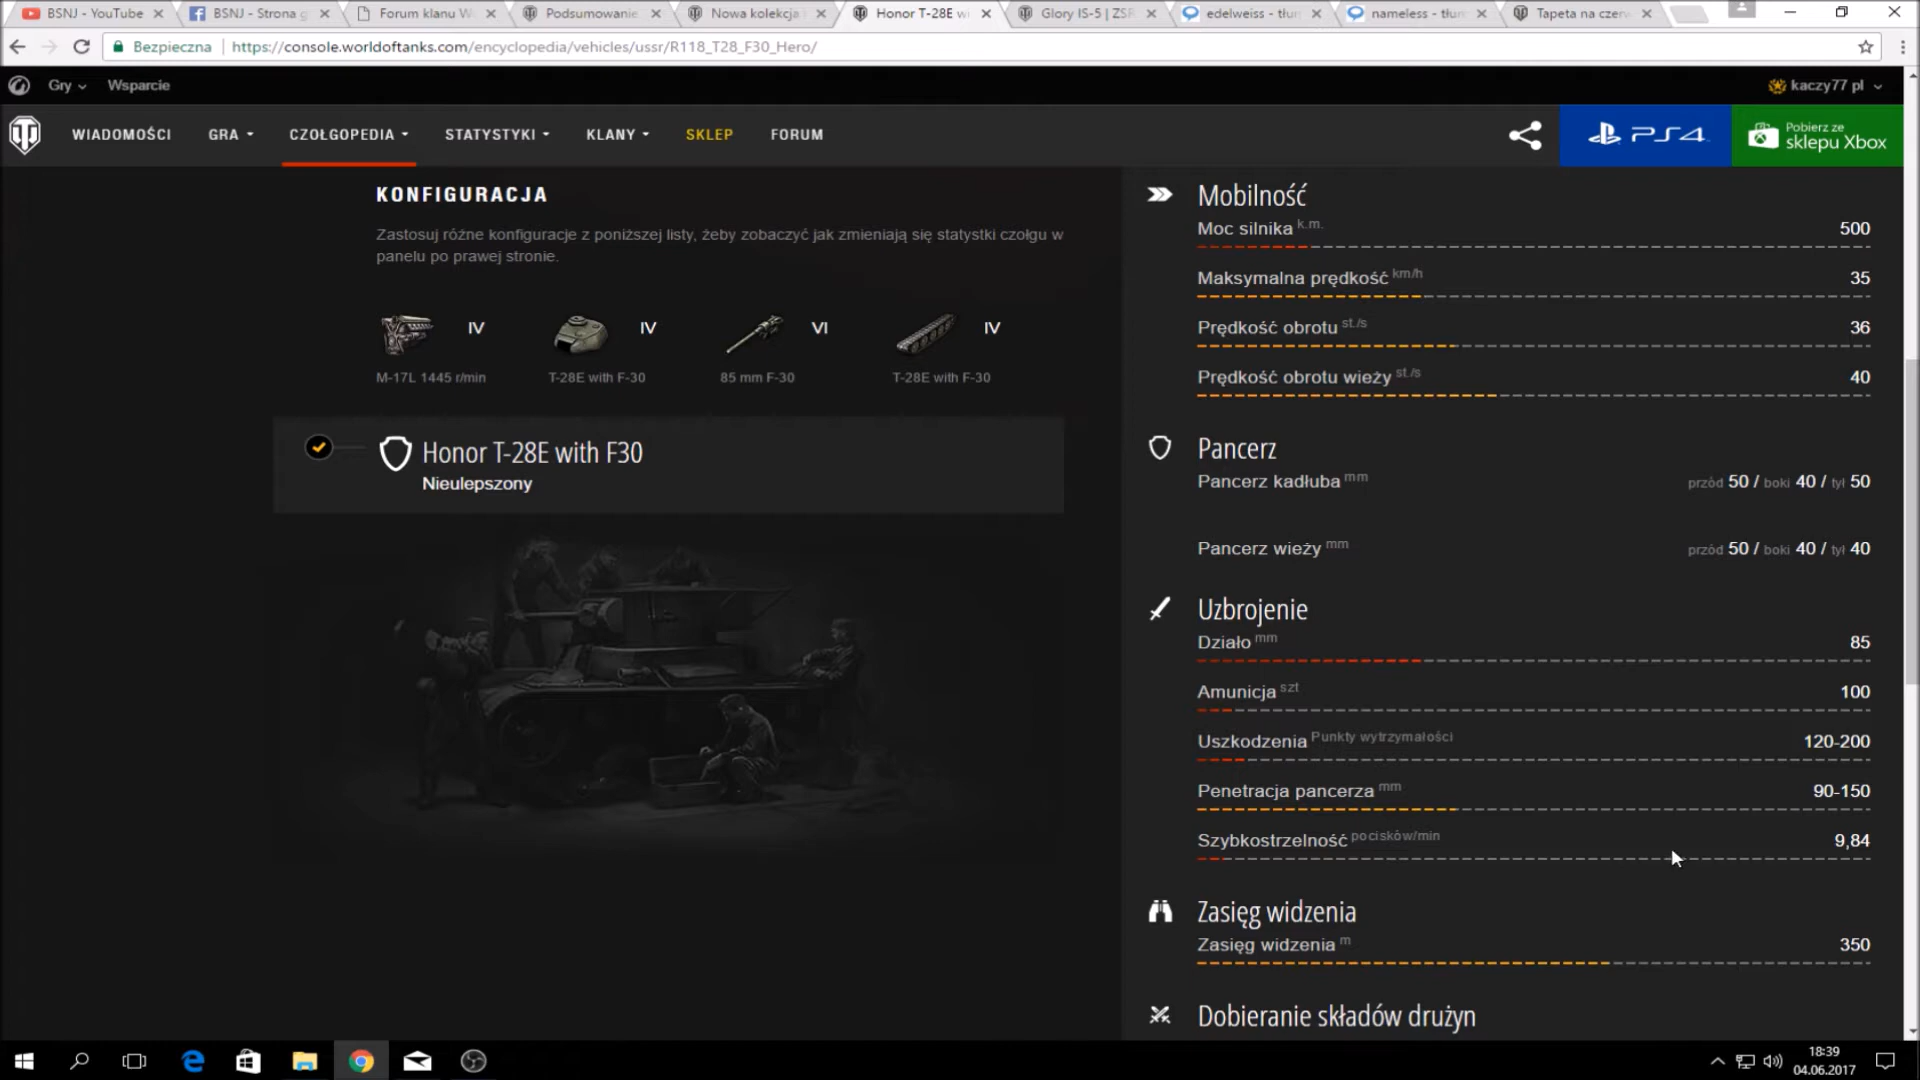 BSNJ - YouTube
BSNJ - Strona g
Forum klanu W
Podsumowanie
Nowa kolekcja
Honor T-28E wi
Glory IS-5 | ZSR
edelweiss - tłum
nameless - tłum
Tapeta na czerw
Bezpieczna
https://console.worldoftanks.com/encyclopedia/vehicles/ussr/R118_T28_F30_Hero/
Gry
Wsparcie
kaczy77 pl
WIADOMOŚCI
GRA
CZOŁGOPEDIA
STATYSTYKI
KLANY
SKLEP
FORUM
PS4
Pobierz ze
sklepu Xbox
KONFIGURACJA
Zastosuj różne konfiguracje z poniższej listy, żeby zobaczyć jak zmieniają się statystki czołgu w
panelu po prawej stronie.
IV
IV
VI
IV
M-17L 1445 r/min
T-28E with F-30
85 mm F-30
T-28E with F-30
Honor T-28E with F30
Nieulepszony
Mobilność
Moc silnika k.m. 500
Maksymalna prędkość km/h 35
Prędkość obrotu st./s 36
Prędkość obrotu wieży st./s 40
Pancerz
Pancerz kadłuba mm przód 50 / boki 40 / tył 50
Pancerz wieży mm przód 50 / boki 40 / tył 40
Uzbrojenie
Działo mm 85
Amunicja szt 100
Uszkodzenia Punkty wytrzymałości 120-200
Penetracja pancerza mm 90-150
Szybkostrzelność pocisków/min 9,84
Zasięg widzenia
Zasięg widzenia m 350
Dobieranie składów drużyn
18:39
04.06.2017